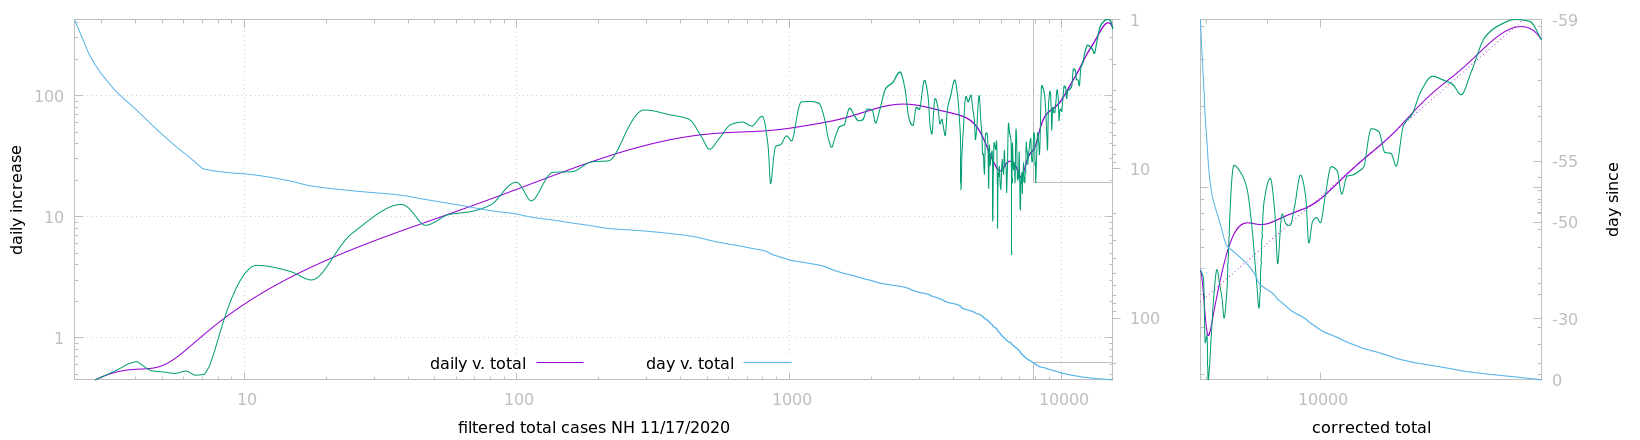 daily increase
100
10
1
10
100
1000
10000
1
10
100
daily v. total
day v. total
filtered total cases NH 11/17/2020
-59
-55
-50
-30
0
day since
10000
corrected total